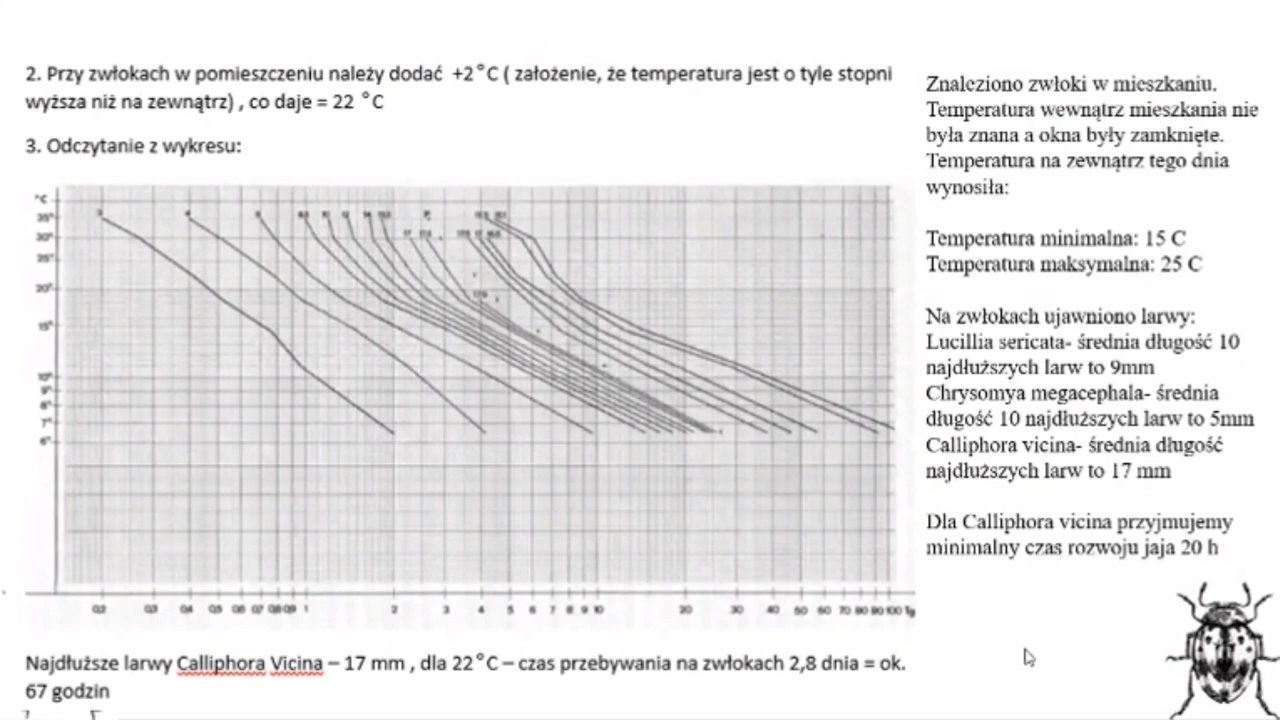 2. Przy zwłokach w pomieszczeniu należy dodać +2°C ( założenie, że temperatura jest o tyle stopni
wyższa niż na zewnątrz) , co daje = 22 °C
3. Odczytanie z wykresu:
°C
35°
30°
25°
20°
15°
10°
9°
8°
7°
6°
0,2 0,3 0,4 0,5 0,6 0,7 0,8 0,9 1 2 3 4 5 6 7 8 9 10 20 30 40 50 60 70 80 90 100
Najdłuższe larwy Calliphora Vicina – 17 mm , dla 22°C – czas przebywania na zwłokach 2,8 dnia = ok.
67 godzin
Znaleziono zwłoki w mieszkaniu.
Temperatura wewnątrz mieszkania nie
była znana a okna były zamknięte.
Temperatura na zewnątrz tego dnia
wynosiła:
Temperatura minimalna: 15 C
Temperatura maksymalna: 25 C
Na zwłokach ujawniono larwy:
Lucillia sericata- średnia długość 10
najdłuższych larw to 9mm
Chrysomya megacephala- średnia
długość 10 najdłuższych larw to 5mm
Calliphora vicina- średnia długość
najdłuższych larw to 17 mm
Dla Calliphora vicina przyjmujemy
minimalny czas rozwoju jaja 20 h